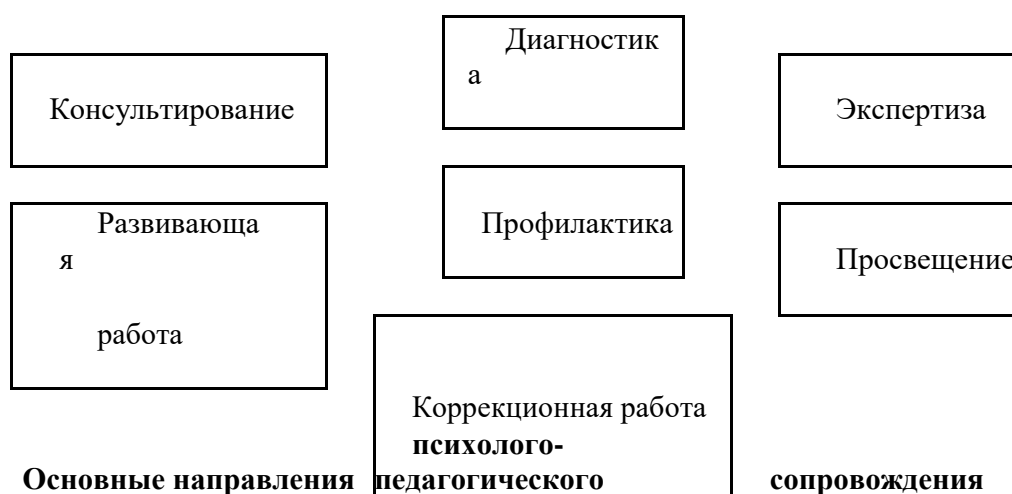 Диагностик
а
Консультирование
Экспертиза
Развивающа
я
работа
Профилактика
Просвещение
Коррекционная работа
психолого-
Основные направления педагогического сопровождения